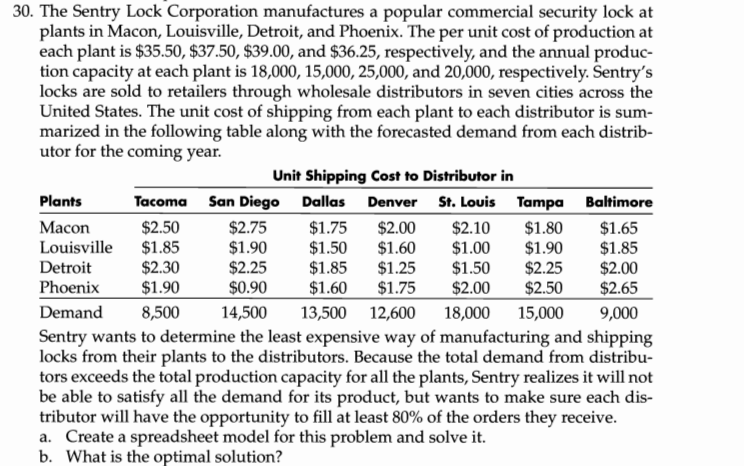 30. The Sentry Lock Corporation manufactures a popular commercial security lock at
plants in Macon, Louisville, Detroit, and Phoenix. The per unit cost of production at
each plant is $35.50, $37.50, $39.00, and $36.25, respectively, and the annual produc-
tion capacity at each plant is 18,000, 15,000, 25,000, and 20,000, respectively. Sentry's
locks are sold to retailers through wholesale distributors in seven cities across the
United States. The unit cost of shipping from each plant to each distributor is sum-
marized in the following table along with the forecasted demand from each distrib-
utor for the coming year.
Unit Shipping Cost to Distributor in
Plants Tacoma San Diego Dallas Denver St. Louis Tampa Baltimore
Macon $2.50 $2.75 $1.75 $2.00 $2.10 $1.80 $1.65
Louisville $1.85 $1.90 $1.50 $1.60 $1.00 $1.90 $1.85
Detroit $2.30 $2.25 $1.85 $1.25 $1.50 $2.25 $2.00
Phoenix $1.90 $0.90 $1.60 $1.75 $2.00 $2.50 $2.65
Demand 8,500 14,500 13,500 12,600 18,000 15,000 9,000
Sentry wants to determine the least expensive way of manufacturing and shipping
locks from their plants to the distributors. Because the total demand from distribu-
tors exceeds the total production capacity for all the plants, Sentry realizes it will not
be able to satisfy all the demand for its product, but wants to make sure each dis-
tributor will have the opportunity to fill at least 80% of the orders they receive.
a. Create a spreadsheet model for this problem and solve it.
b. What is the optimal solution?